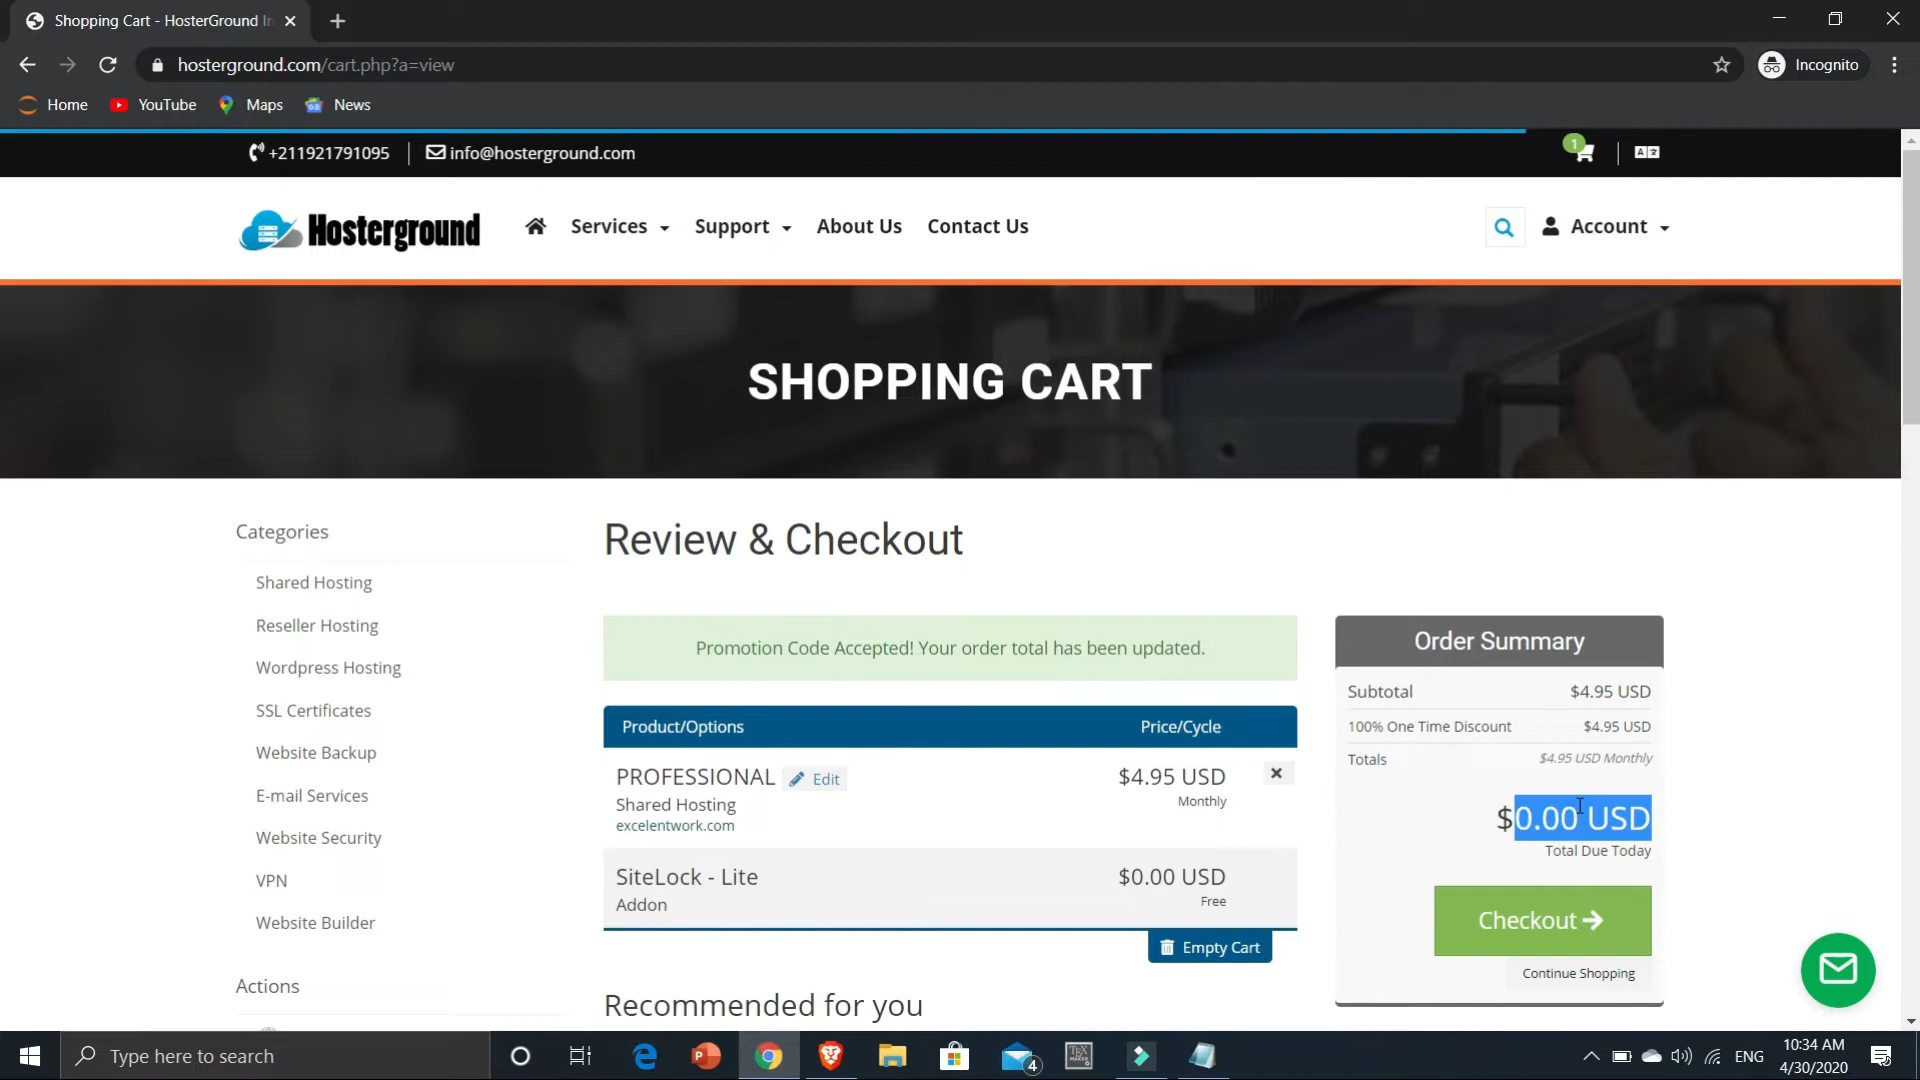 Shopping Cart - HosterGround In
hosterground.com/cart.php?a=view
Incognito
Home
YouTube
Maps
News
+211921791095
info@hosterground.com
1
Hosterground
Services
Support
About Us
Contact Us
Account
SHOPPING CART
Categories
Shared Hosting
Reseller Hosting
Wordpress Hosting
SSL Certificates
Website Backup
E-mail Services
Website Security
VPN
Website Builder
Actions
Review & Checkout
Promotion Code Accepted! Your order total has been updated.
Product/Options
Price/Cycle
PROFESSIONAL
Edit
$4.95 USD
Shared Hosting
Monthly
excelentwork.com
SiteLock - Lite
$0.00 USD
Addon
Free
Empty Cart
Recommended for you
Order Summary
Subtotal
$4.95 USD
100% One Time Discount
$4.95 USD
Totals
$4.95 USD Monthly
$0.00 USD
Total Due Today
Checkout
Continue Shopping
Type here to search
4
ENG
10:34 AM
4/30/2020